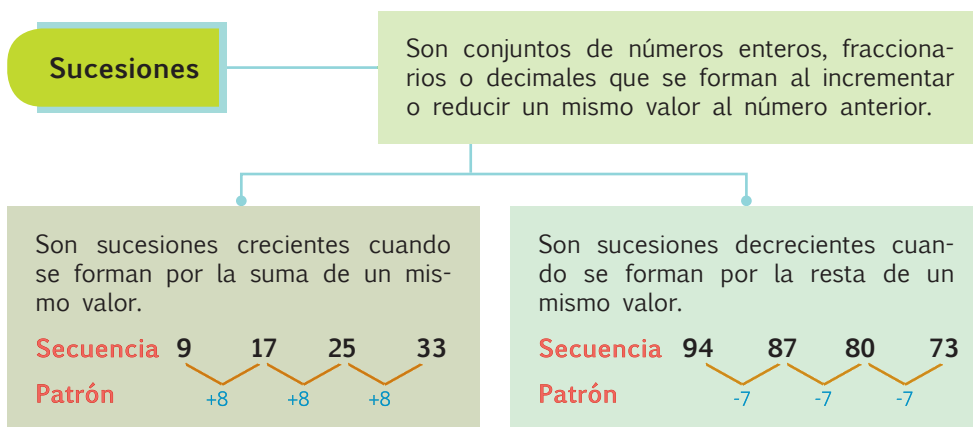 Sucesiones
Son conjuntos de números enteros, fracciona-
rios o decimales que se forman al incrementar
o reducir un mismo valor al número anterior.
Son sucesiones crecientes cuando
se forman por la suma de un mis-
mo valor.
Secuencia 9 17 25 33
Patrón +8 +8 +8
Son sucesiones decrecientes cuan-
do se forman por la resta de un
mismo valor.
Secuencia 94 87 80 73
Patrón -7 -7 -7